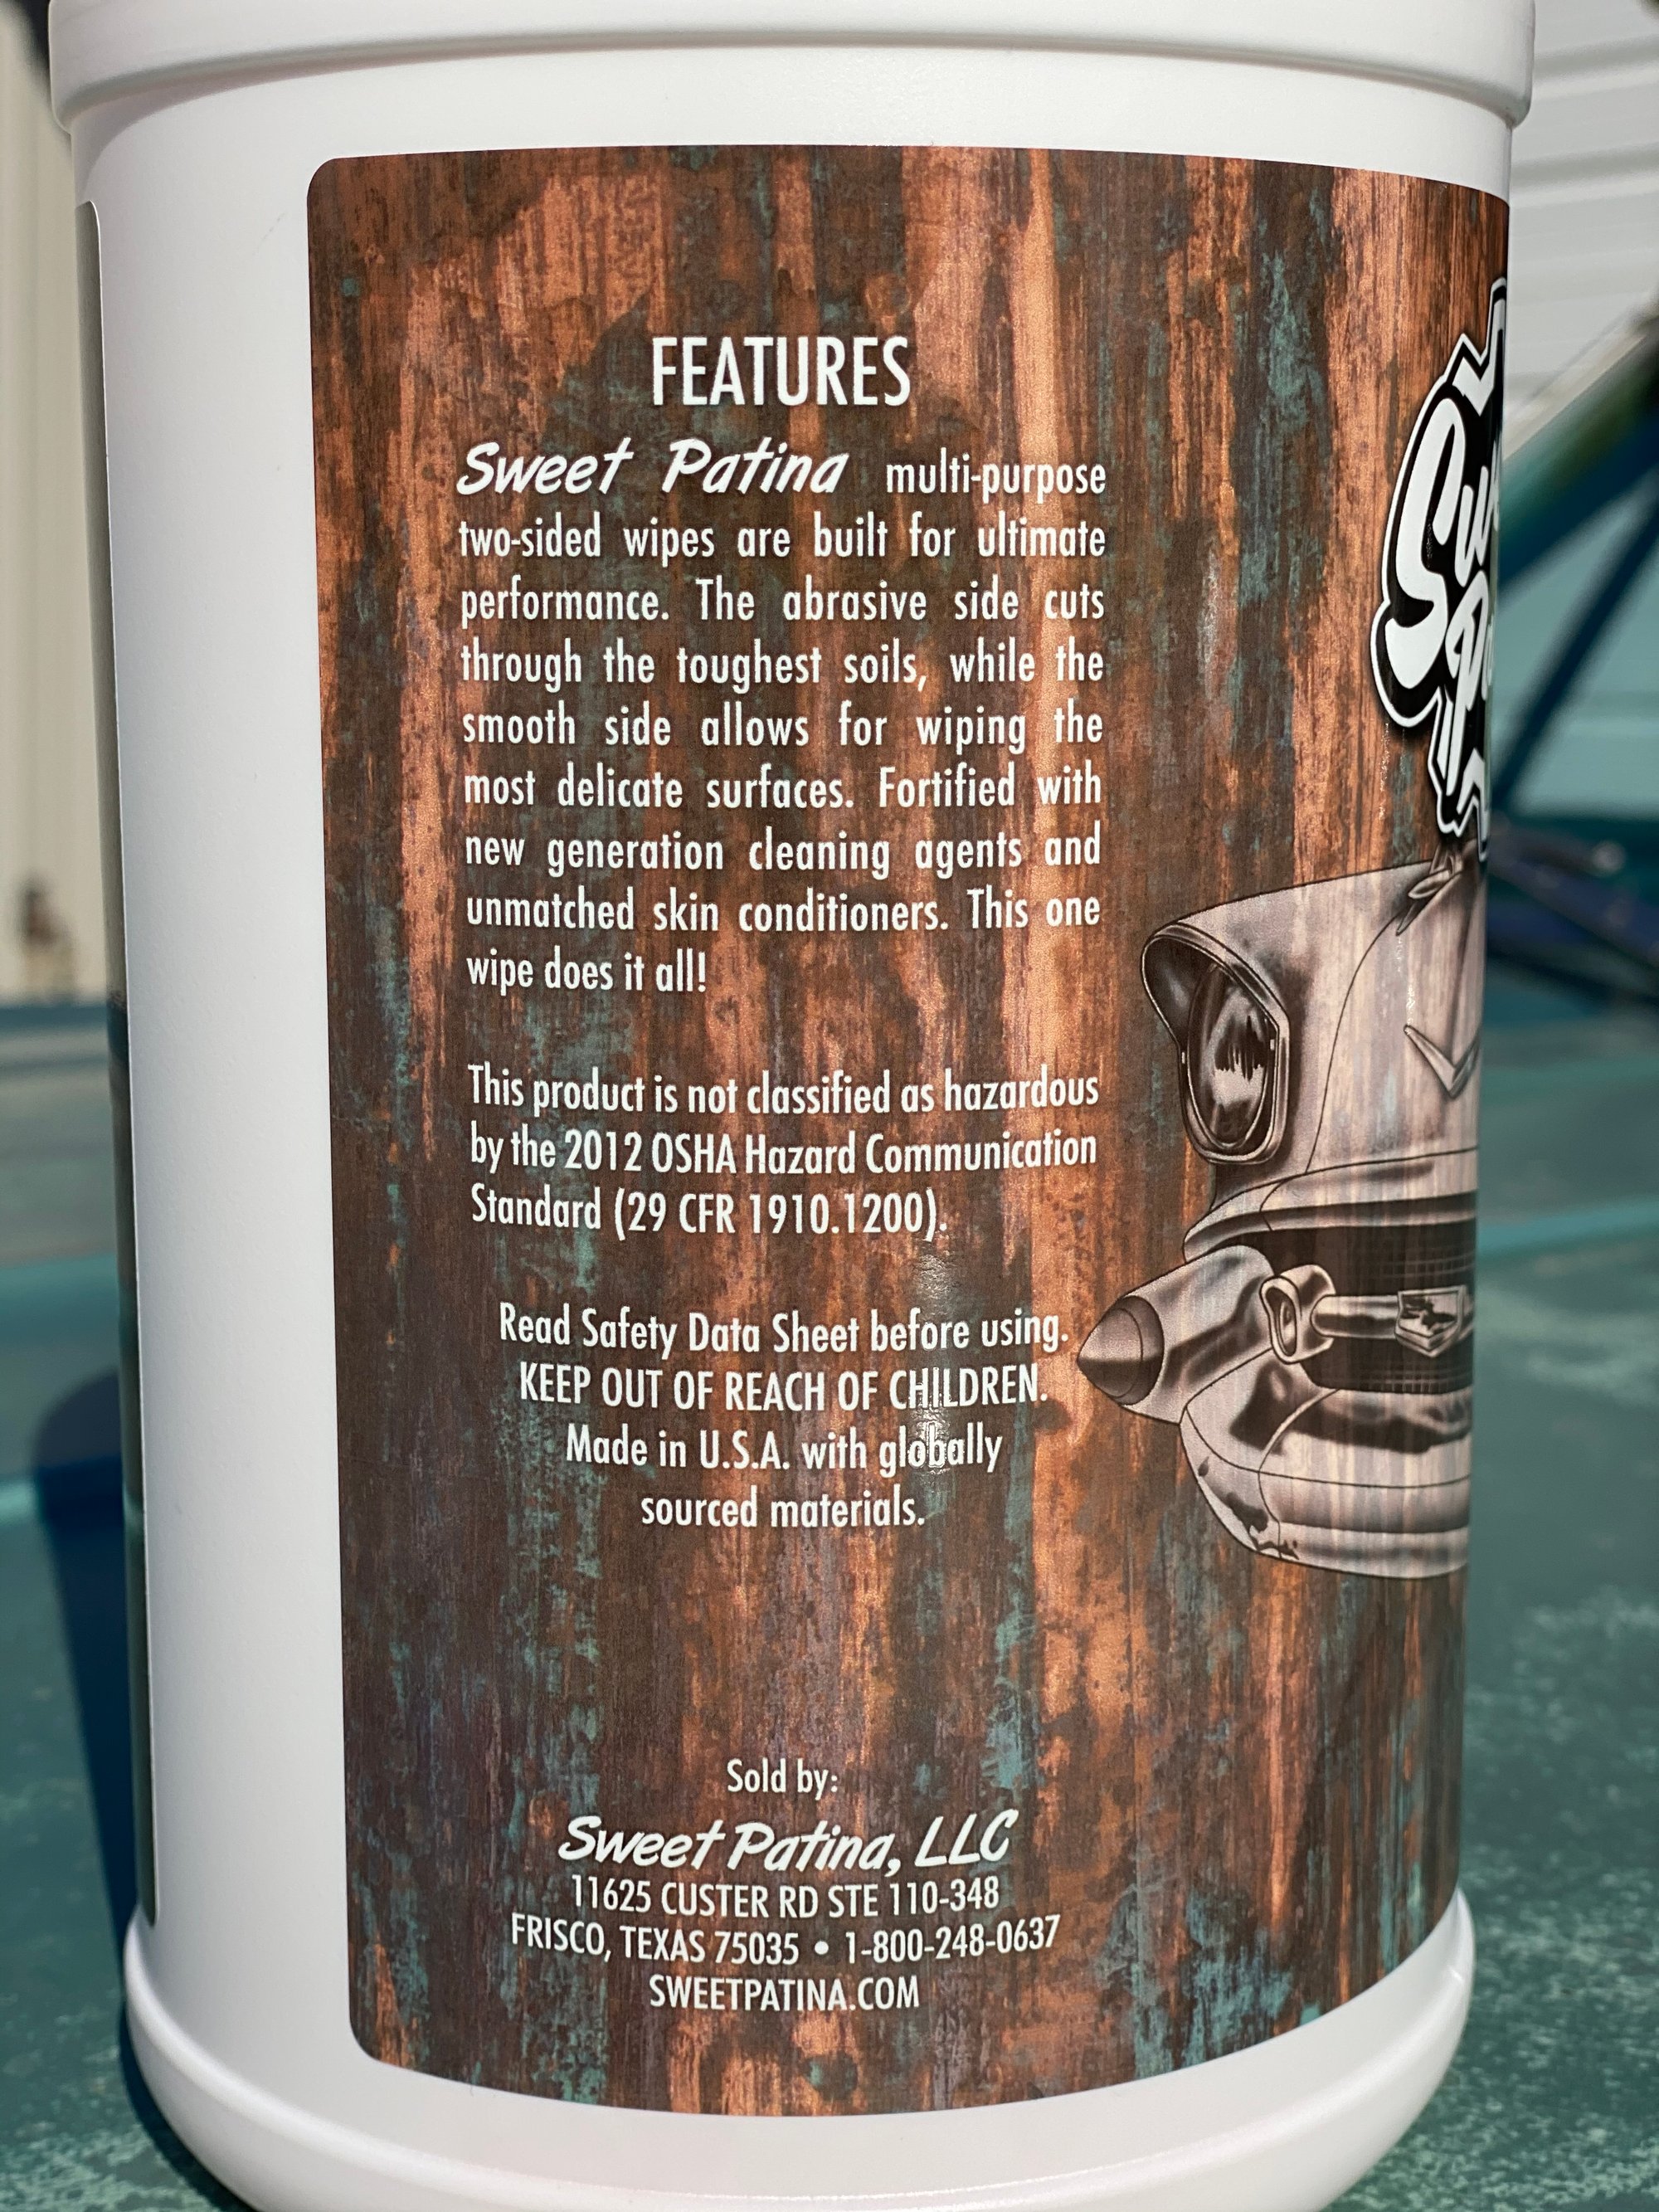 FEATURES
Sweet Patina multi-purpose
two-sided wipes are built for ultimate
performance. The abrasive side cuts
through the toughest soils, while the
smooth side allows for wiping the
most delicate surfaces. Fortified with
new generation cleaning agents and
unmatched skin conditioners. This one
wipe does it all!
This product is not classified as hazardous
by the 2012 OSHA Hazard Communication
Standard (29 CFR 1910.1200).
Read Safety Data Sheet before using.
KEEP OUT OF REACH OF CHILDREN.
Made in U.S.A. with globally
sourced materials.
Sold by:
Sweet Patina, LLC
11625 CUSTER RD STE 110-348
FRISCO, TEXAS 75035 • 1-800-248-0637
SWEETPATINA.COM